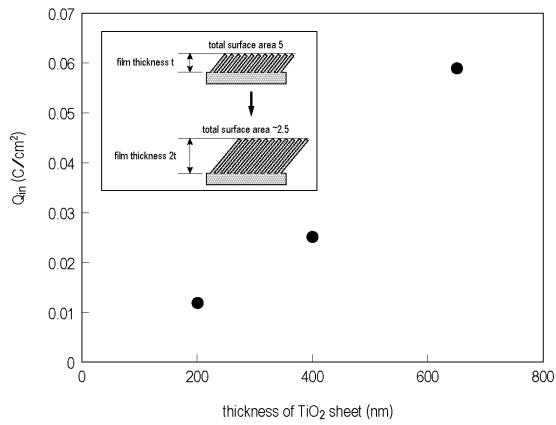 0.07
0.06
0.05
0.04
0.03
0.02
0.01
0
Qin (C/cm2)
total surface area 5
film thickness t
total surface area ~2.5
film thickness 2t
0 200 400 600 800
thickness of TiO2 sheet (nm)